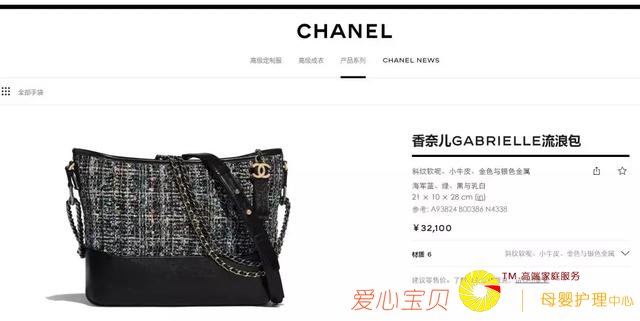 CHANEL
高级定制服 高级成衣 产品系列 CHANEL NEWS
全部手袋
香奈儿GABRIELLE流浪包
斜纹软呢、小牛皮、金色与银色金属
海军蓝、绿、黑与乳白
21 × 10 × 28 cm (in)
参考: A93824 B00386 N4338
¥32,100
材质 6 斜纹软呢、小牛皮、金色与银色金属
建议零售价。了
TM 高端家庭服务
爱心宝贝 母婴护理中心